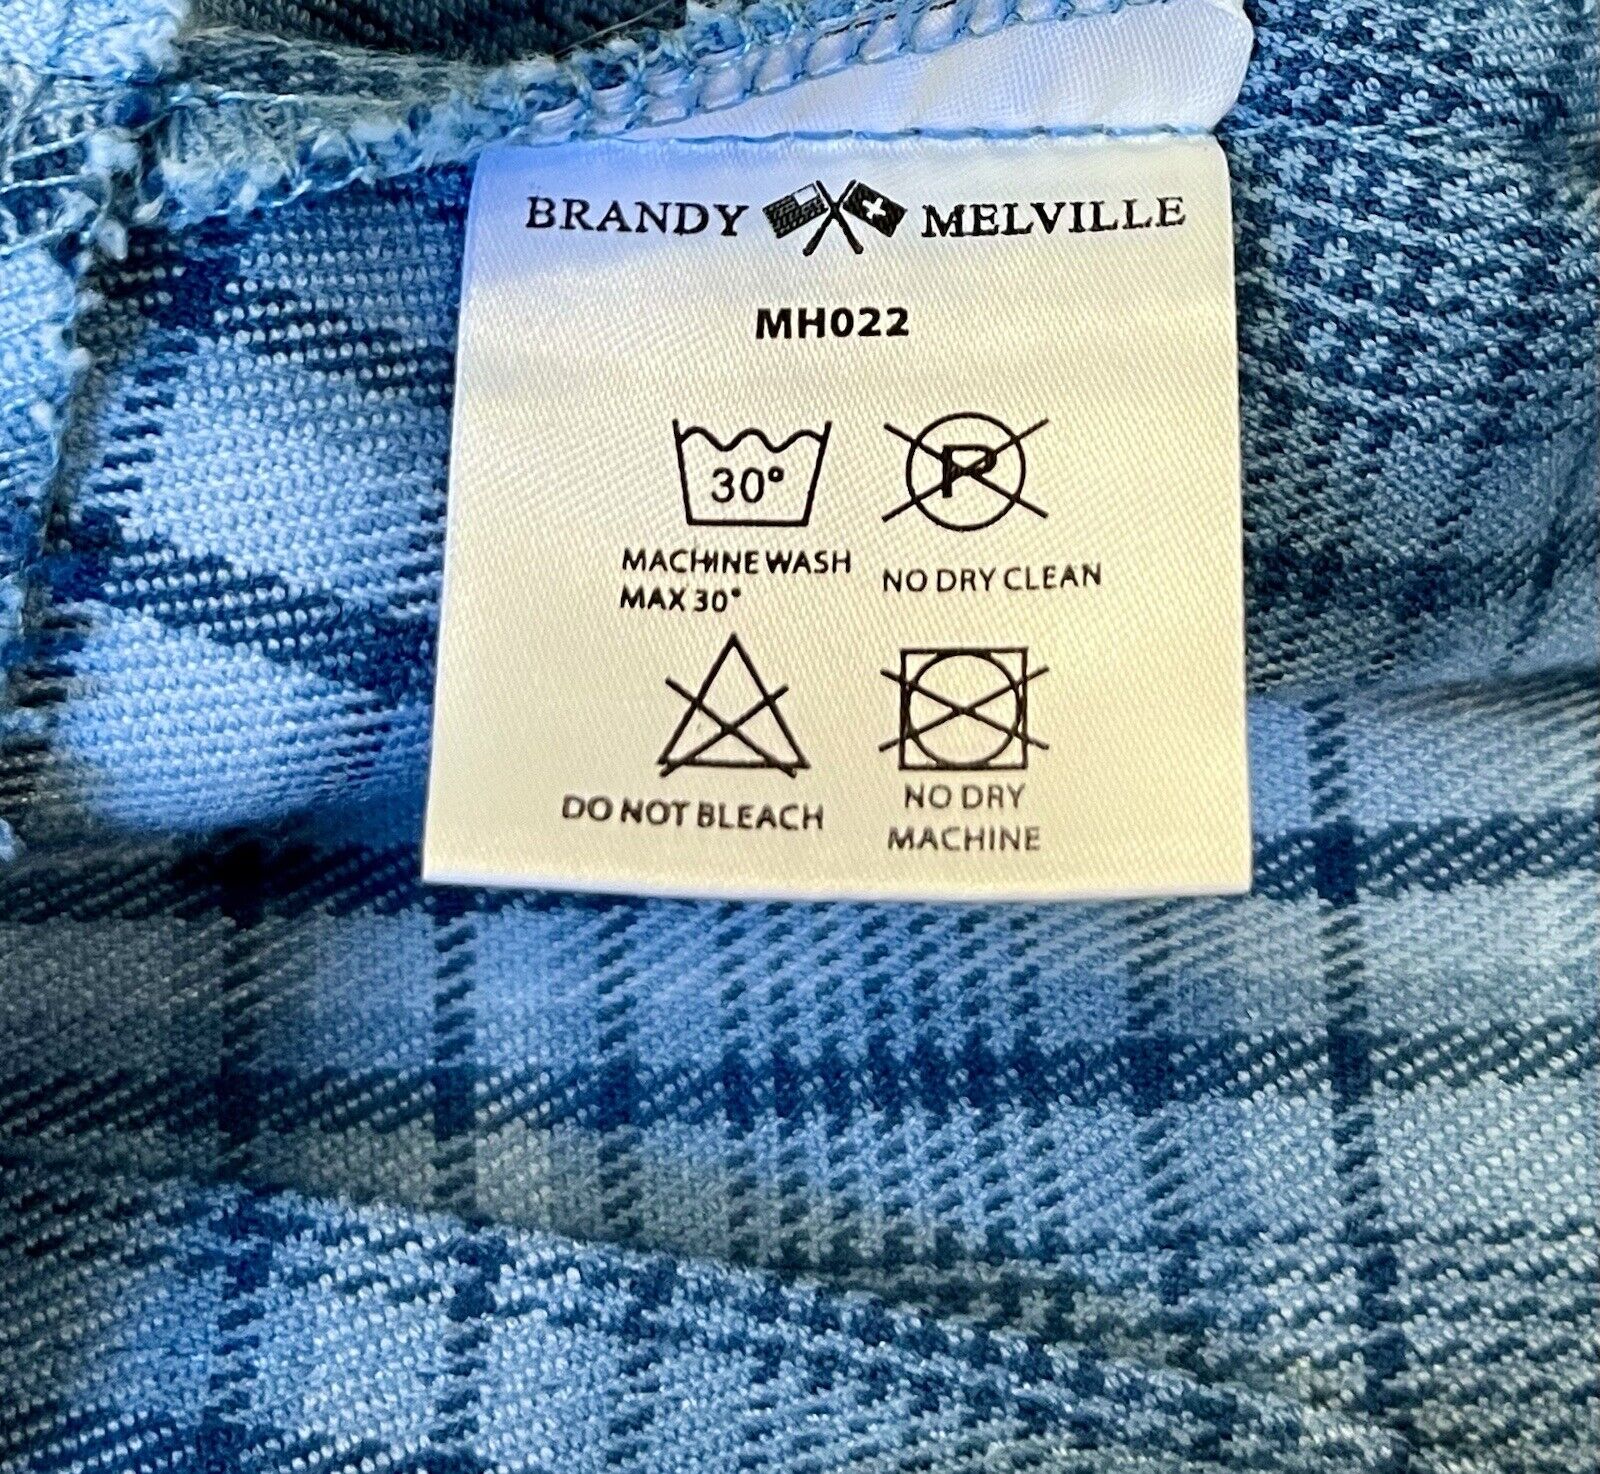 BRANDY MELVILLE
MH022
30°
P
MACHINE WASH
MAX 30°
NO DRY CLEAN
DO NOT BLEACH
NO DRY
MACHINE